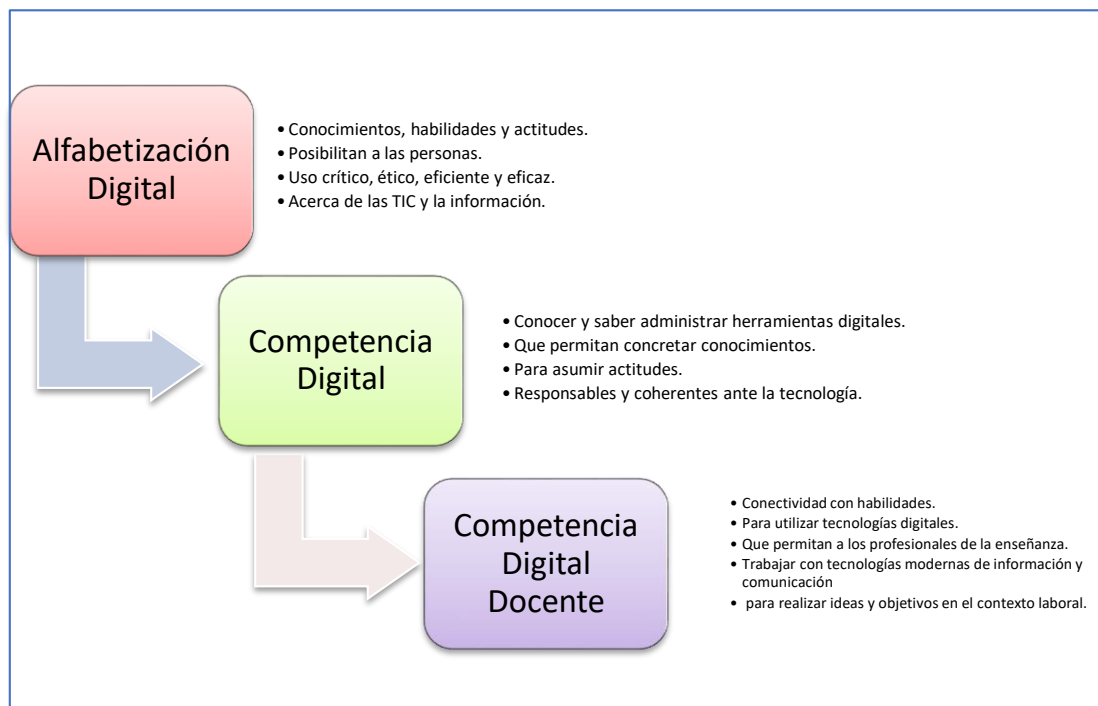 Alfabetización
Digital
• Conocimientos, habilidades y actitudes.
• Posibilitan a las personas.
• Uso crítico, ético, eficiente y eficaz.
• Acerca de las TIC y la información.
Competencia
Digital
• Conocer y saber administrar herramientas digitales.
• Que permitan concretar conocimientos.
• Para asumir actitudes.
• Responsables y coherentes ante la tecnología.
Competencia
Digital
Docente
• Conectividad con habilidades.
• Para utilizar tecnologías digitales.
• Que permitan a los profesionales de la enseñanza.
• Trabajar con tecnologías modernas de información y
comunicación
• para realizar ideas y objetivos en el contexto laboral.